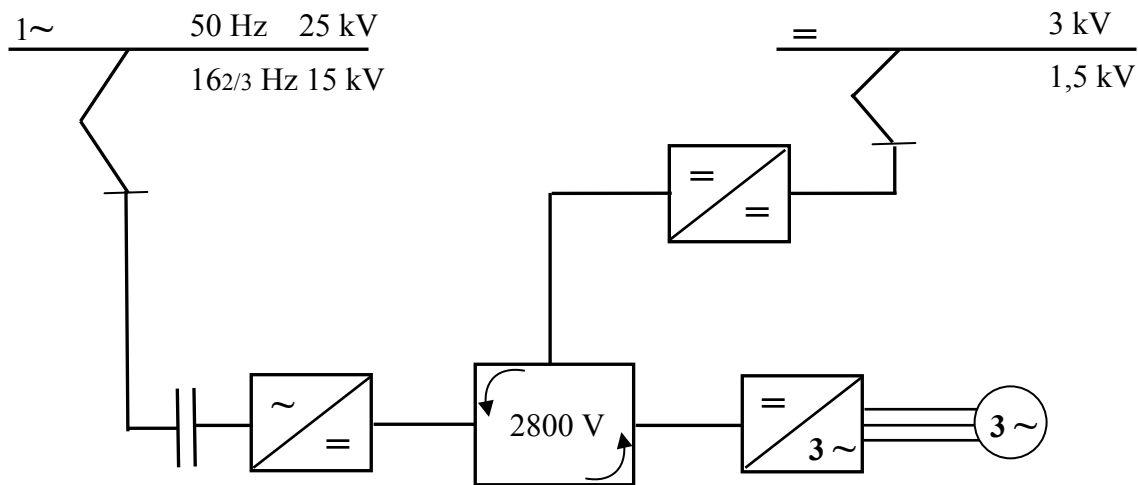 1~ 50 Hz 25 kV
16 2/3 Hz 15 kV
= 3 kV
1,5 kV
=
=
~
=
2800 V
=
3 ~
3 ~